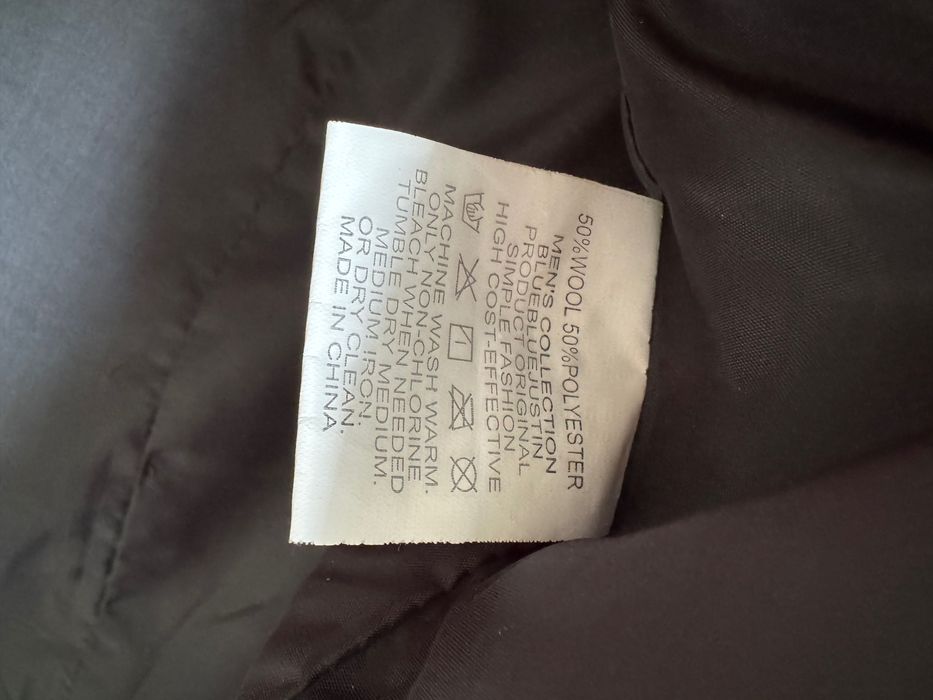 50%WOOL 50%POLYESTER
MEN'S COLLECTION
BLUEBLUEJUSTIN
PRODUCT ORIGINAL
SIMPLE FASHION
HIGH COST-EFFECTIVE
MACHINE WASH WARM.
ONLY NON-CHLORINE
BLEACH WHEN NEEDED
TUMBLE DRY MEDIUM.
MEDIUM IRON.
OR DRY CLEAN.
MADE IN CHINA